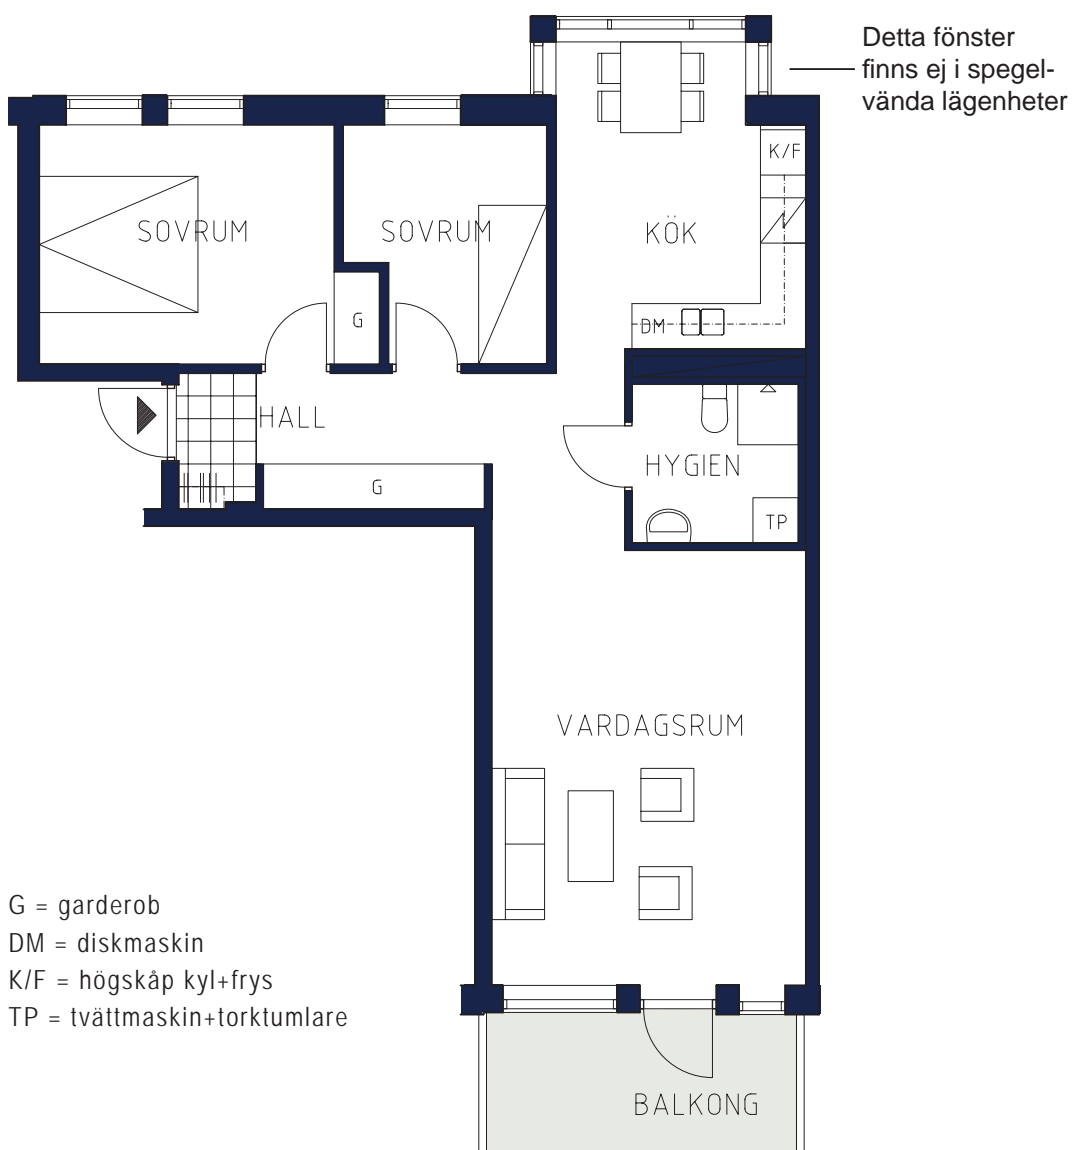 Detta fönster
finns ej i spegel-
vända lägenheter
K/F
SOVRUM
SOVRUM
KÖK
G
DM
HALL
HYGIEN
G
TP
VARDAGSRUM
G = garderob
DM = diskmaskin
K/F = högskåp kyl+frys
TP = tvättmaskin+torktumlare
BALKONG